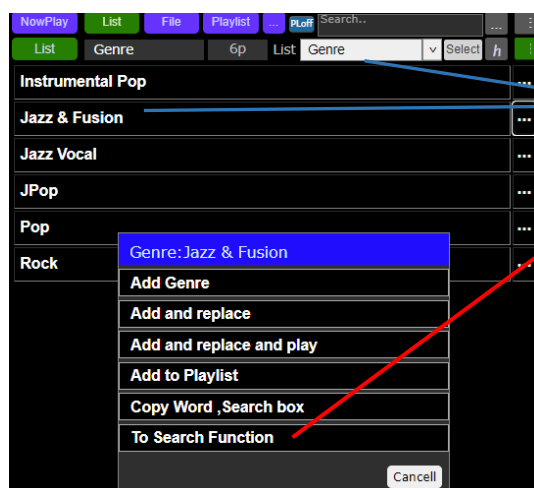 NowPlay List File Playlist ... PLoff Search.. ...
List Genre 6p List Genre v Select h
Instrumental Pop ...
Jazz & Fusion ...
Jazz Vocal ...
JPop ...
Pop ...
Rock ...
Genre:Jazz & Fusion
Add Genre
Add and replace
Add and replace and play
Add to Playlist
Copy Word ,Search box
To Search Function
Cancell